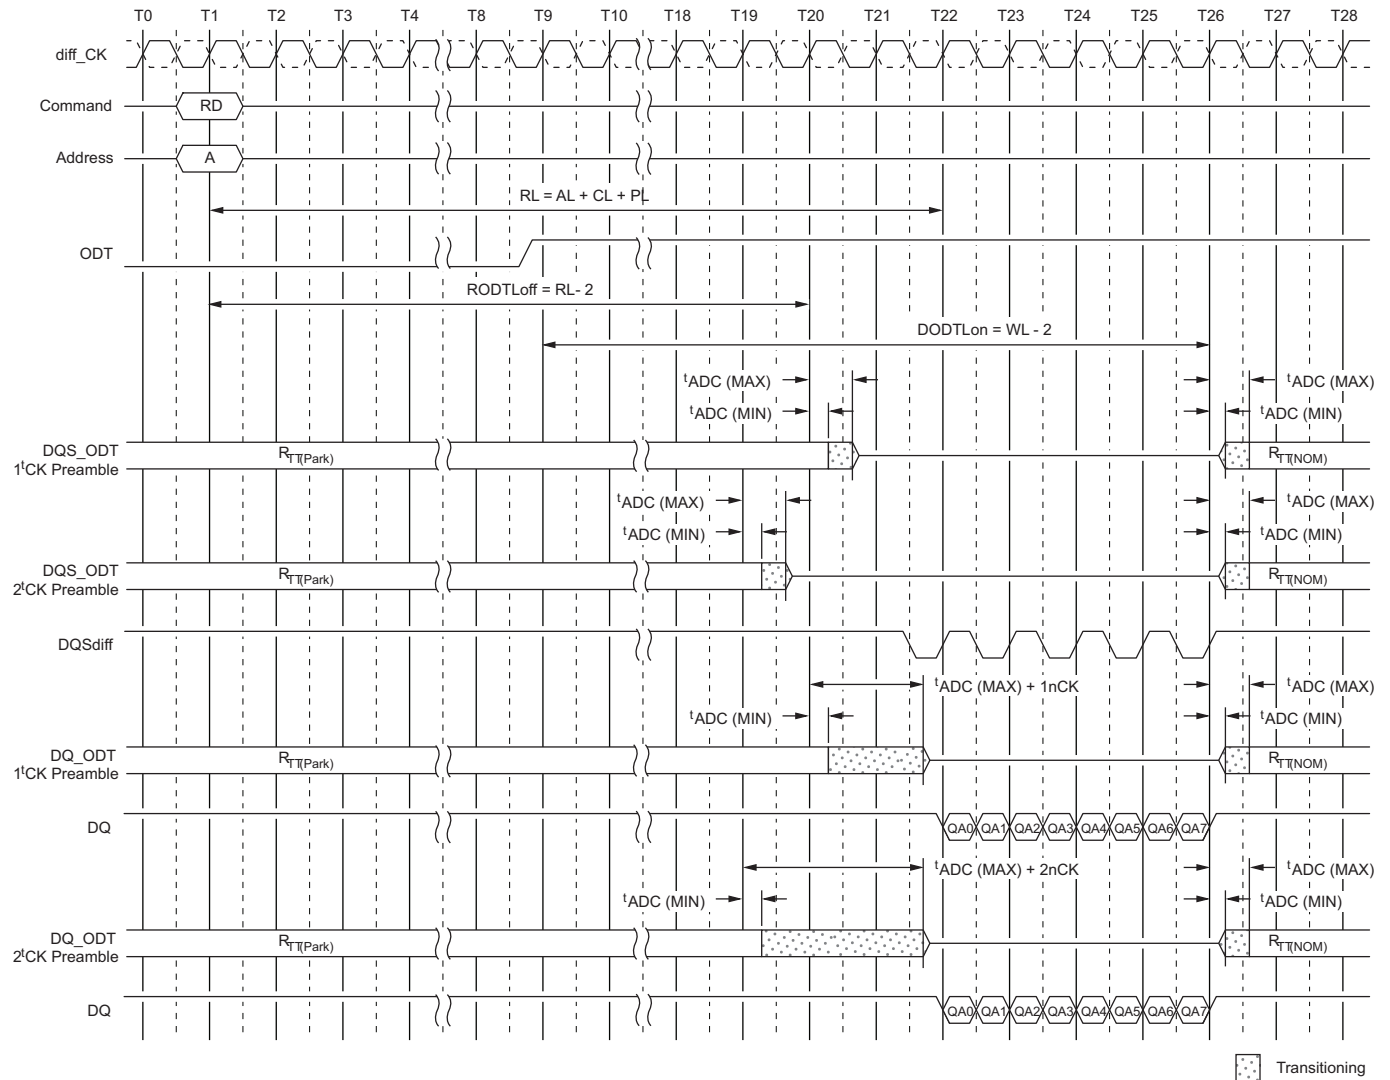 T0 T1 T2 T3 T4 T8 T9 T10 T18 T19 T20 T21 T22 T23 T24 T25 T26 T27 T28
diff_CK
Command RD
Address A
RL = AL + CL + PL
ODT
RODTLoff = RL- 2
DODTLon = WL - 2
tADC (MAX) tADC (MAX)
tADC (MIN) tADC (MIN)
DQS_ODT
1tCK Preamble RTT(Park) RTT(NOM)
tADC (MAX) tADC (MAX)
tADC (MIN) tADC (MIN)
DQS_ODT
2tCK Preamble RTT(Park) RTT(NOM)
DQSdiff
tADC (MAX) + 1nCK tADC (MAX)
tADC (MIN) tADC (MIN)
DQ_ODT
1tCK Preamble RTT(Park) RTT(NOM)
DQ QA0 QA1 QA2 QA3 QA4 QA5 QA6 QA7
tADC (MAX) + 2nCK tADC (MAX)
tADC (MIN) tADC (MIN)
DQ_ODT
2tCK Preamble RTT(Park) RTT(NOM)
DQ QA0 QA1 QA2 QA3 QA4 QA5 QA6 QA7
Transitioning